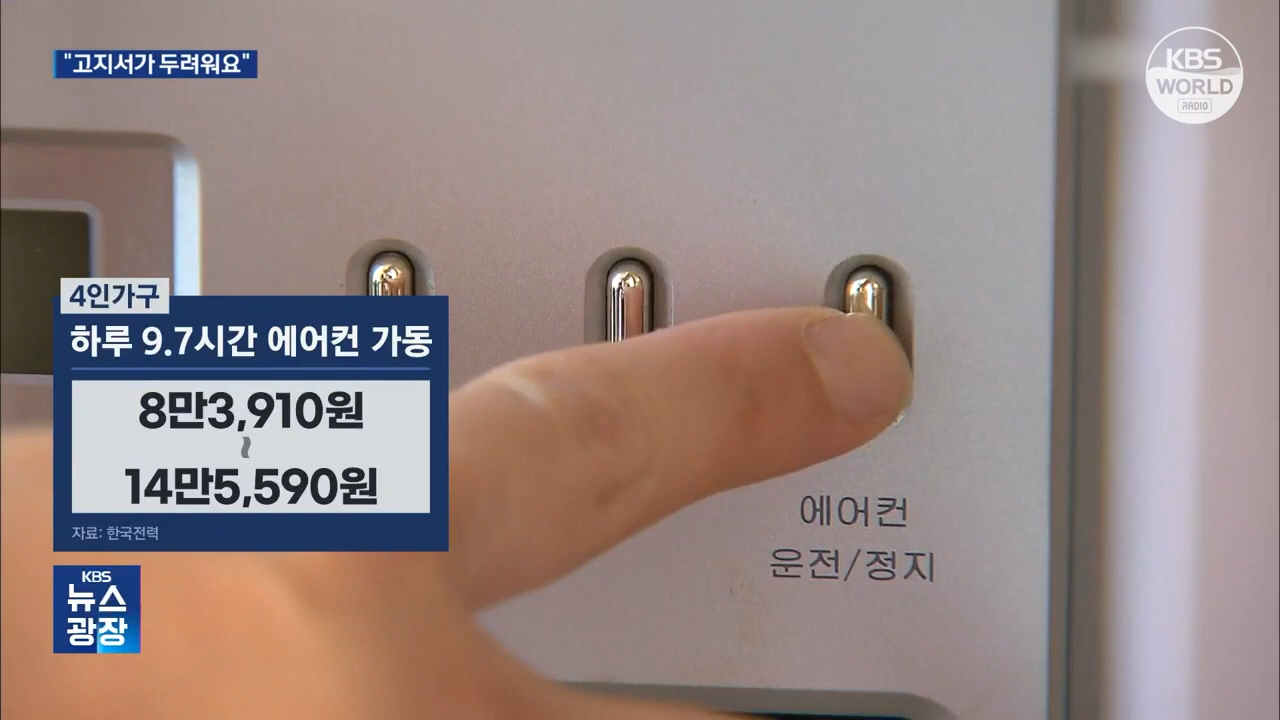 "고지서가 두려워요"
KBS
WORLD
RADIO
4인가구
하루 9.7시간 에어컨 가동
8만3,910원
~
14만5,590원
자료: 한국전력
에어컨
운전/정지
KBS
뉴스
광장